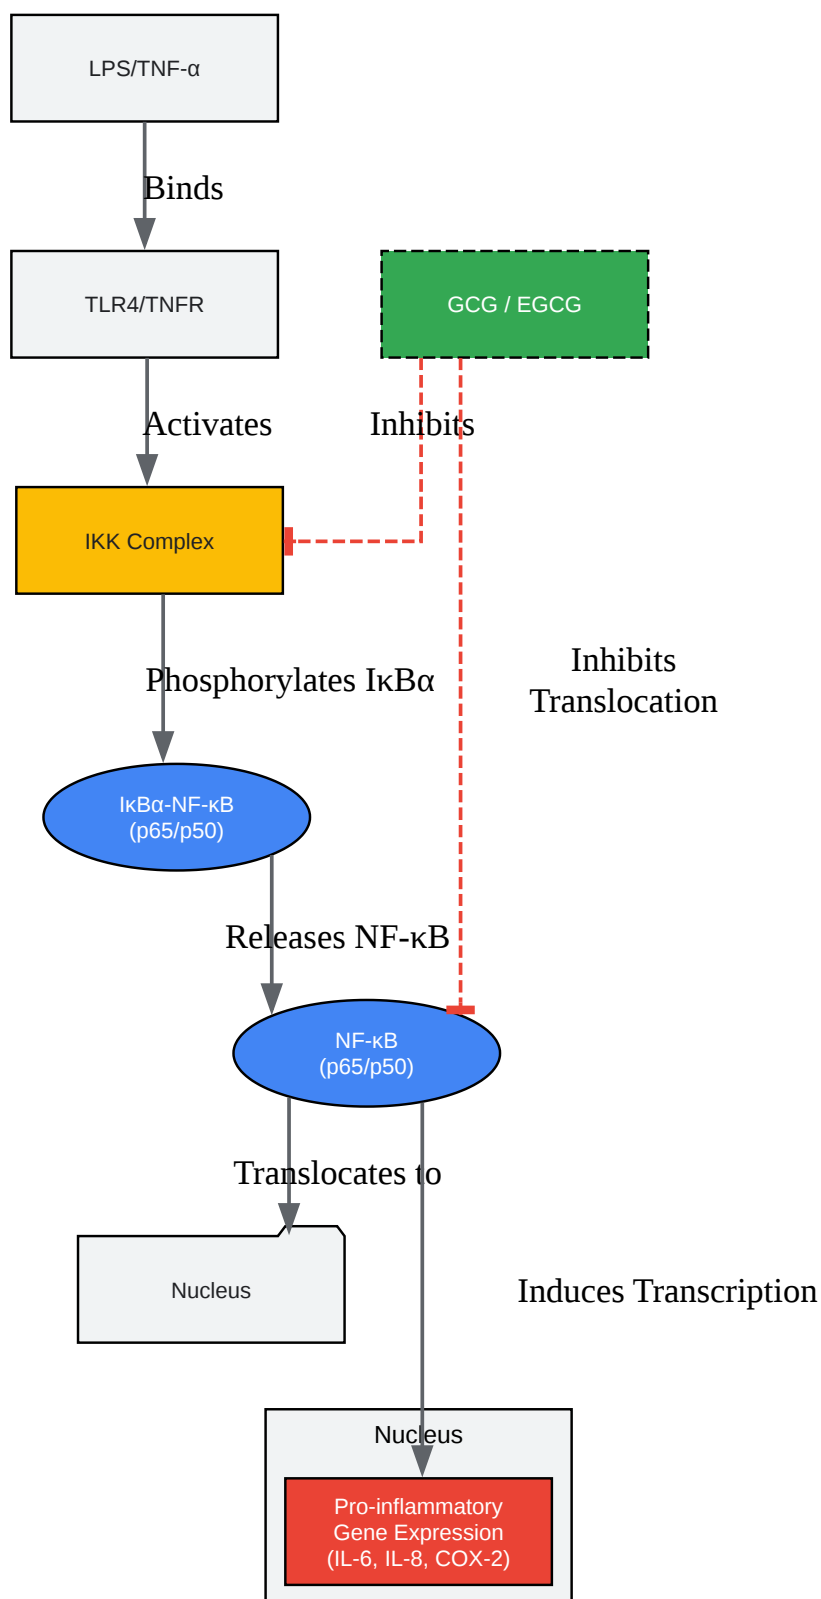 LPS/TNF-α
Binds
TLR4/TNFR
GCG / EGCG
Activates
Inhibits
IKK Complex
Phosphorylates IκBα
Inhibits
Translocation
IκBα-NF-κB
(p65/p50)
Releases NF-κB
NF-κB
(p65/p50)
Translocates to
Nucleus
Induces Transcription
Nucleus
Pro-inflammatory
Gene Expression
(IL-6, IL-8, COX-2)